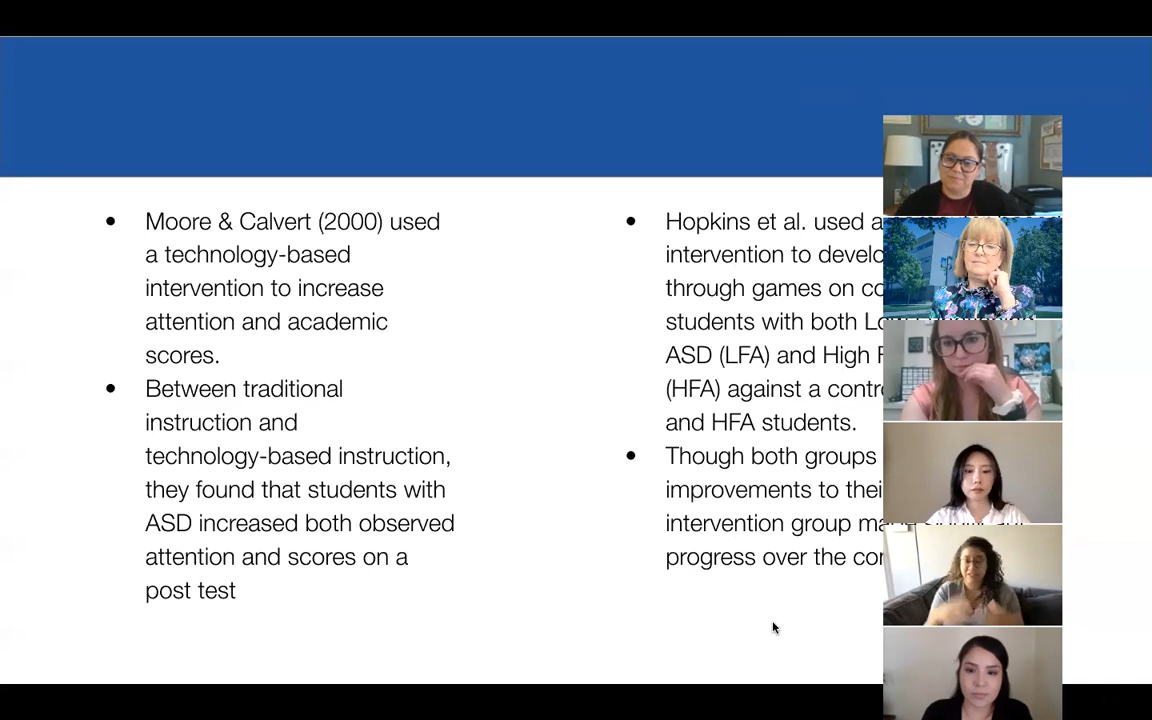 Moore & Calvert (2000) used
a technology-based
intervention to increase
attention and academic
scores.
Between traditional
instruction and
technology-based instruction,
they found that students with
ASD increased both observed
attention and scores on a
post test
Hopkins et al. used a
intervention to develo
through games on co
students with both Lo
ASD (LFA) and High F
(HFA) against a contr
and HFA students.
Though both groups
improvements to thei
intervention group
progress over the co